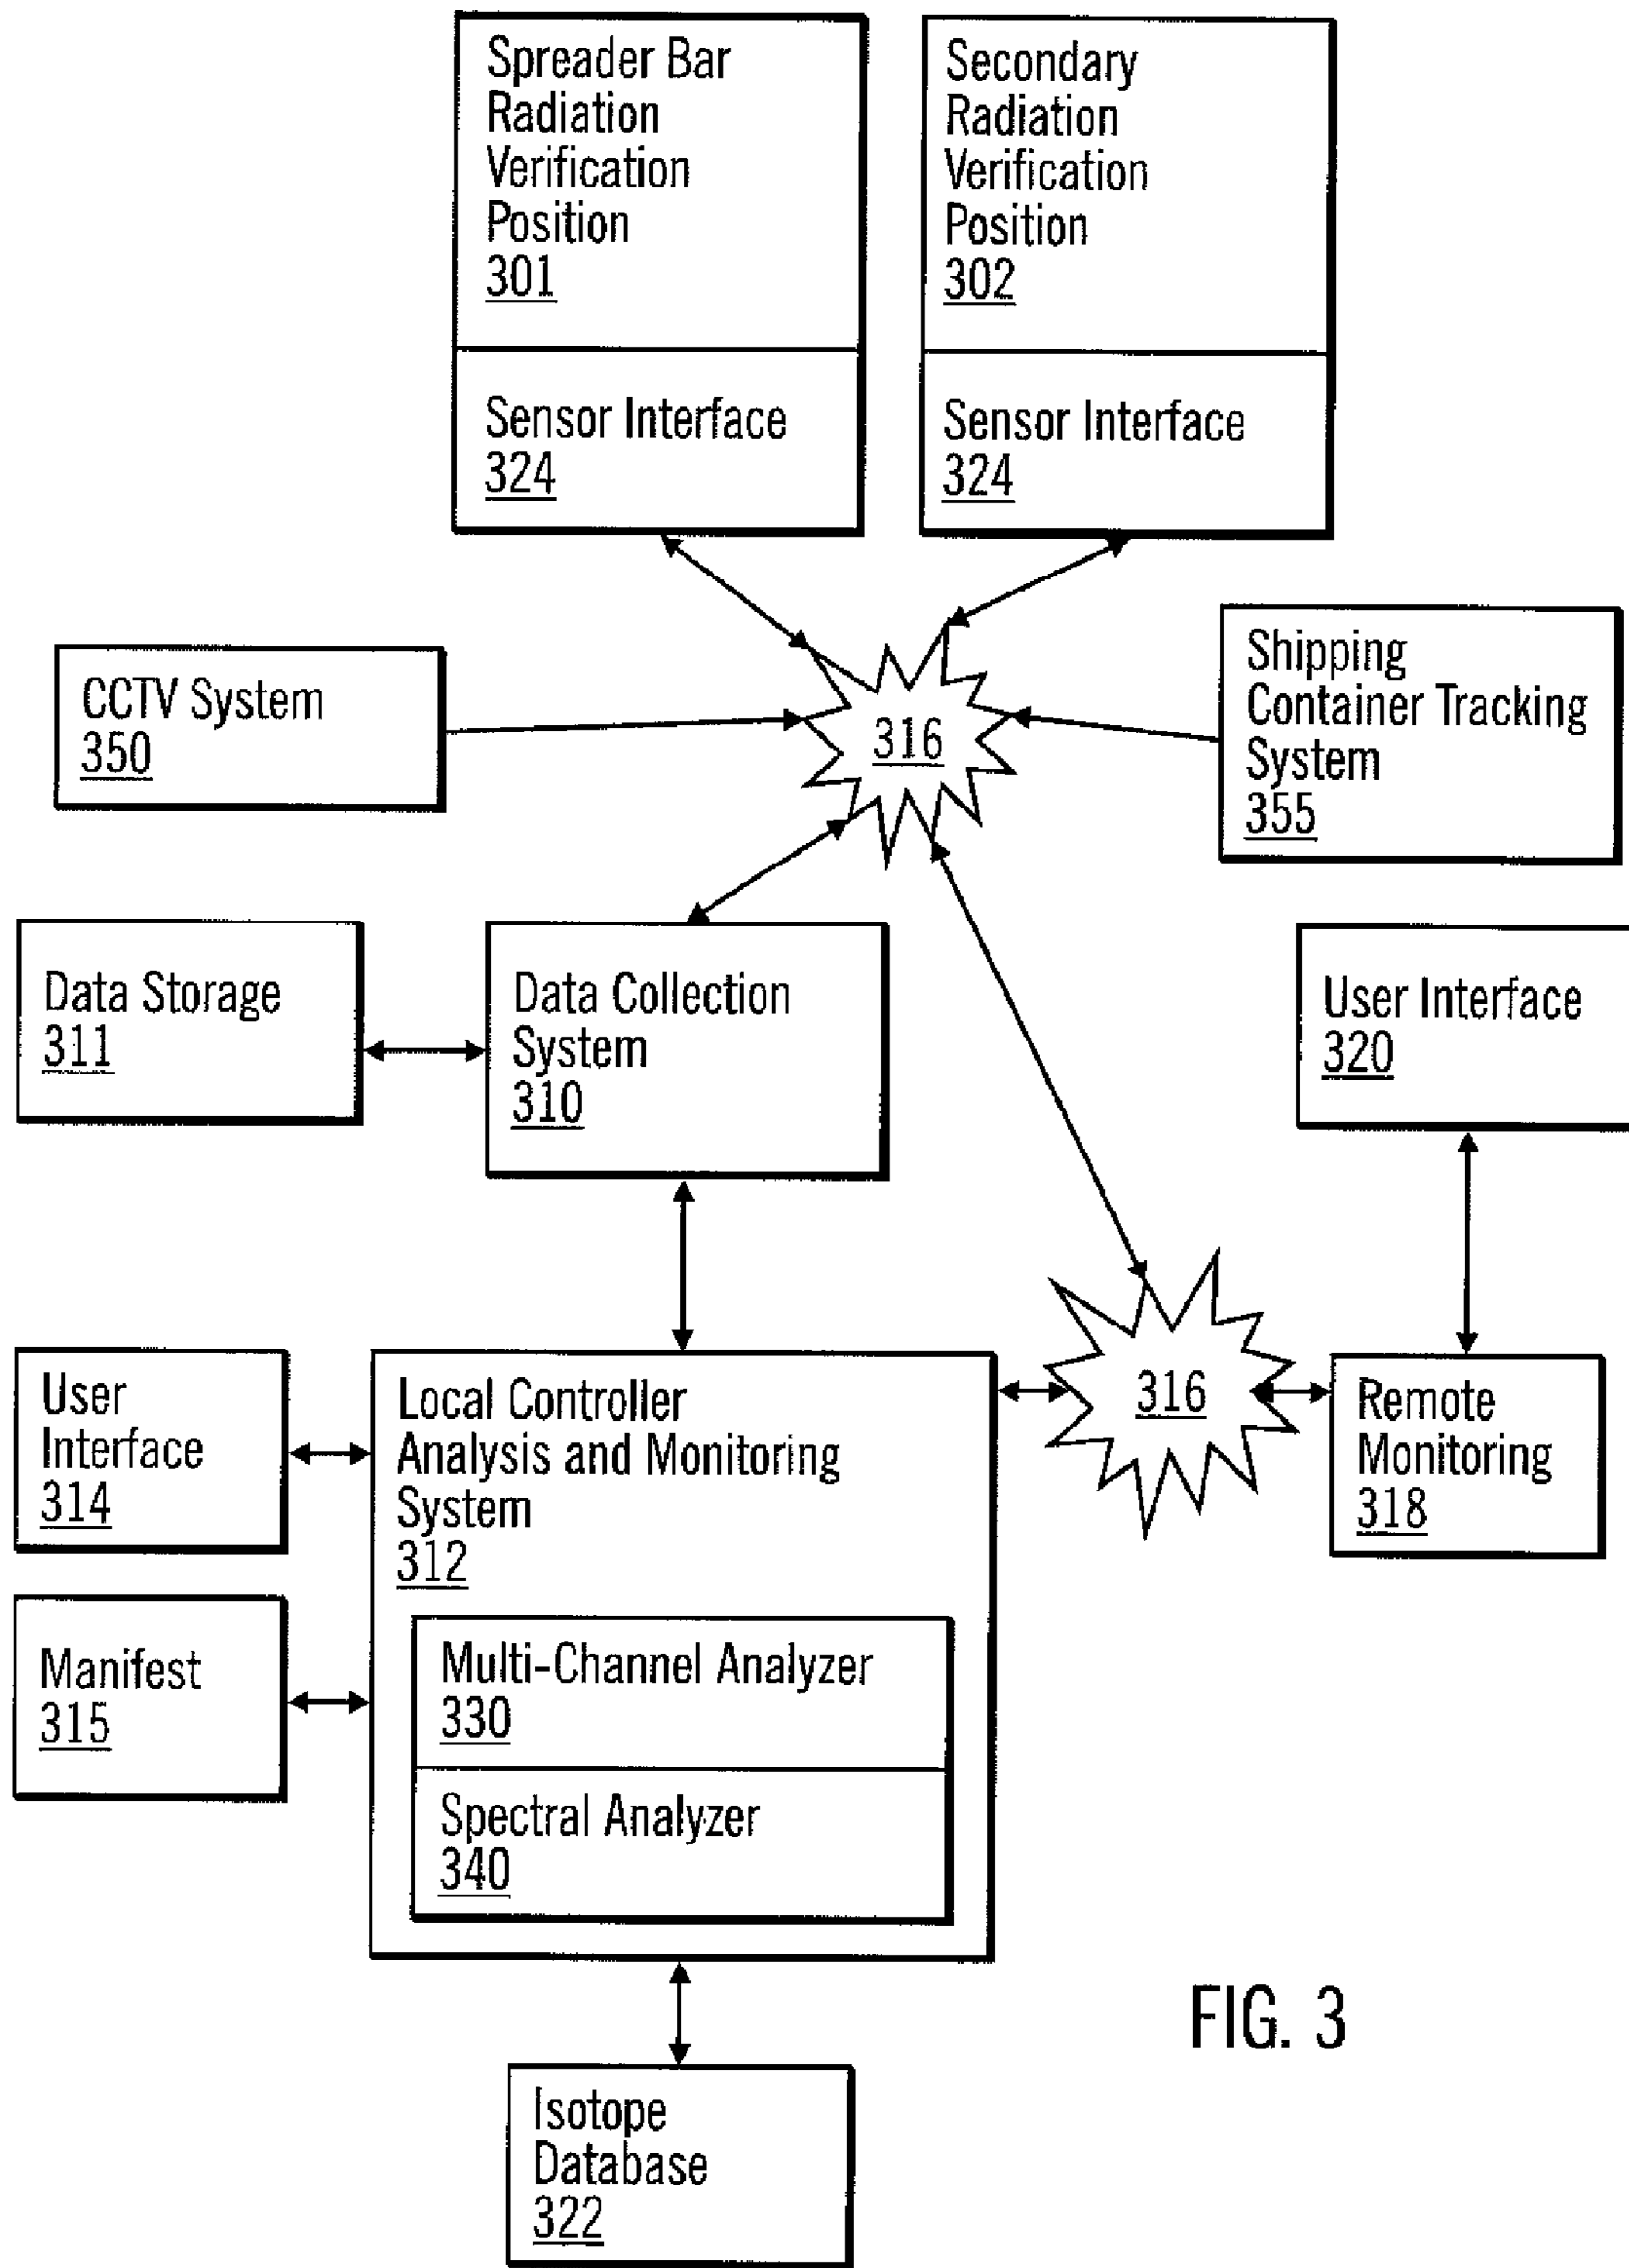 Spreader Bar
Radiation
Verification
Position
301
Sensor Interface
324
Secondary
Radiation
Verification
Position
302
Sensor Interface
324
CCTV System
350
316
Shipping
Container Tracking
System
355
Data Storage
311
Data Collection
System
310
User Interface
320
User
Interface
314
Local Controller
Analysis and Monitoring
System
312
316
Remote
Monitoring
318
Manifest
315
Multi-Channel Analyzer
330
Spectral Analyzer
340
Isotope
Database
322
FIG. 3